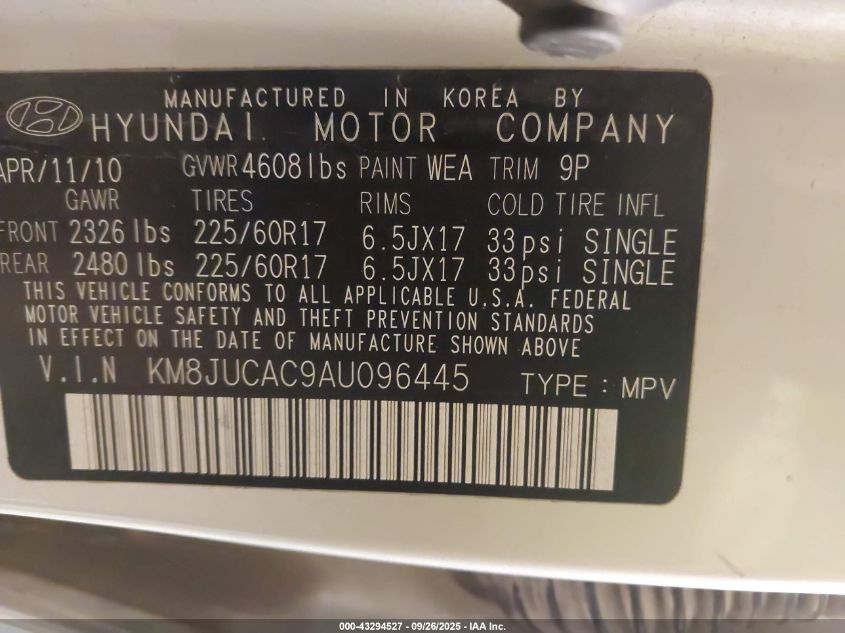 MANUFACTURED IN KOREA BY
HYUNDAI MOTOR COMPANY
APR/11/10 GVWR 4608lbs PAINT WEA TRIM 9P
GAWR TIRES RIMS COLD TIRE INFL
FRONT 2326 lbs 225/60R17 6.5JX17 33psi SINGLE
REAR 2480 lbs 225/60R17 6.5JX17 33psi SINGLE
THIS VEHICLE CONFORMS TO ALL APPLICABLE U.S.A. FEDERAL
MOTOR VEHICLE SAFETY AND THEFT PREVENTION STANDARDS
IN EFFECT ON THE DATE OF MANUFACTURE SHOWN ABOVE
V.I.N KM8JUCAC9AU096445 TYPE : MPV
000-43294527 - 09/26/2025 - IAA Inc.